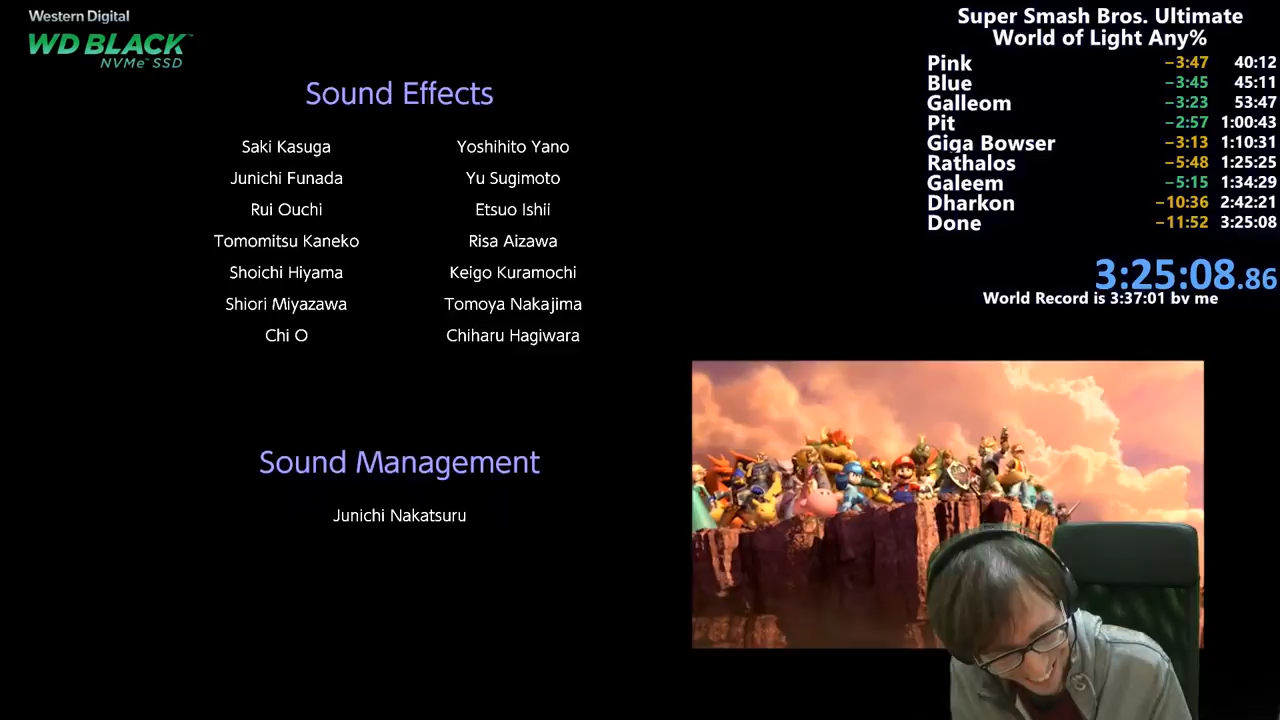 Western Digital
WD BLACK™
NVMe™ SSD
Sound Effects
Saki Kasuga Yoshihito Yano
Junichi Funada Yu Sugimoto
Rui Ouchi Etsuo Ishii
Tomomitsu Kaneko Risa Aizawa
Shoichi Hiyama Keigo Kuramochi
Shiori Miyazawa Tomoya Nakajima
Chi O Chiharu Hagiwara
Sound Management
Junichi Nakatsuru
Super Smash Bros. Ultimate
World of Light Any%
Pink −3:47 40:12
Blue −3:45 45:11
Galleom −3:23 53:47
Pit −2:57 1:00:43
Giga Bowser −3:13 1:10:31
Rathalos −5:48 1:25:25
Galeem −5:15 1:34:29
Dharkon −10:36 2:42:21
Done −11:52 3:25:08
3:25:08.86
World Record is 3:37:01 by me